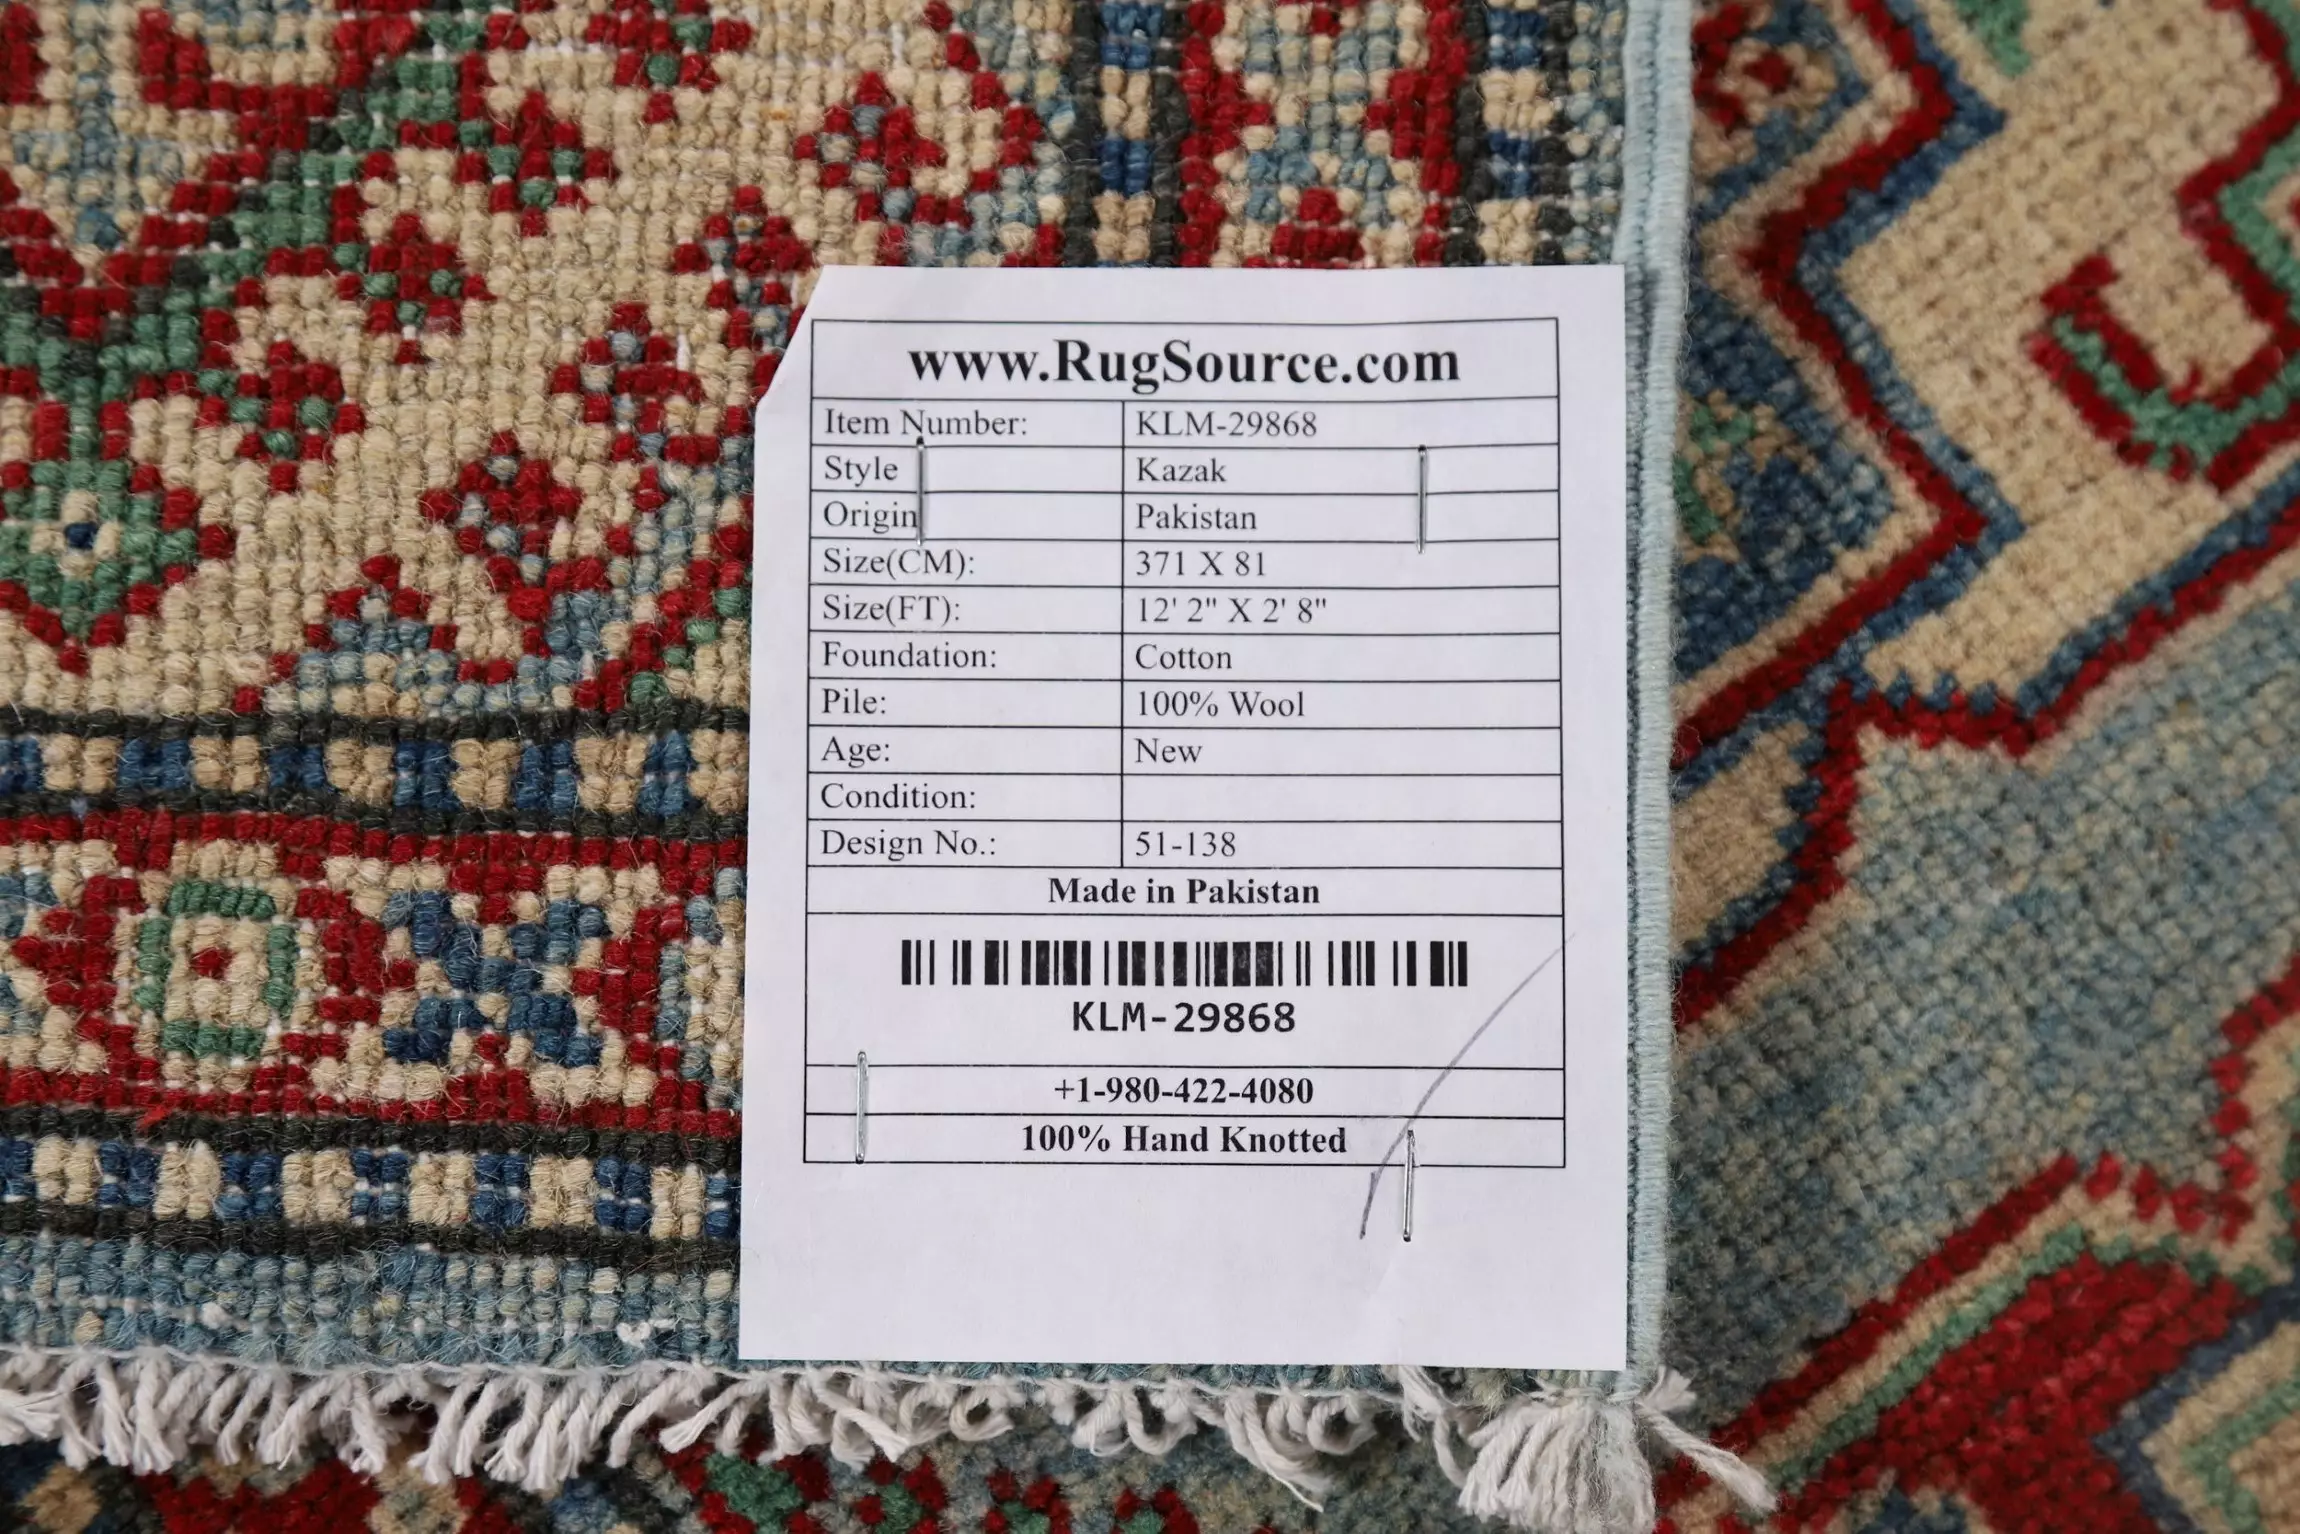 www.RugSource.com
Item Number: KLM-29868
Style Kazak
Origin Pakistan
Size(CM): 371 X 81
Size(FT): 12' 2" X 2' 8"
Foundation: Cotton
Pile: 100% Wool
Age: New
Condition:
Design No.: 51-138
Made in Pakistan
KLM-29868
+1-980-422-4080
100% Hand Knotted